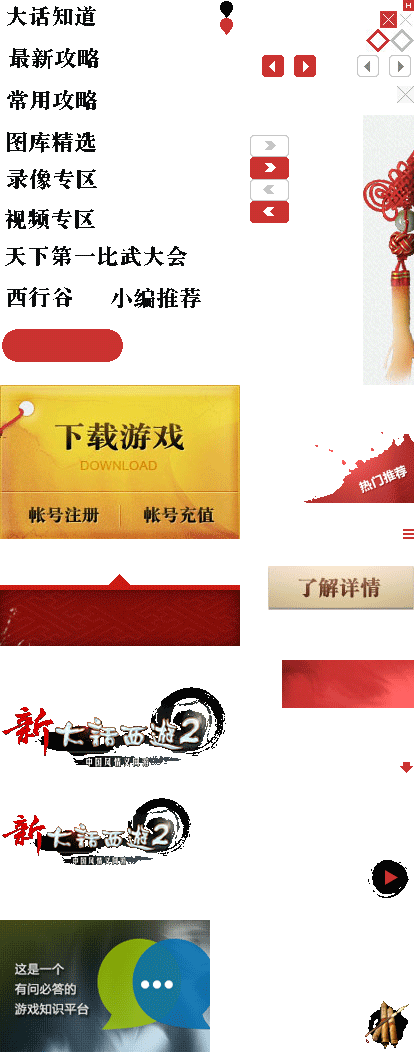 大话知道
最新攻略
常用攻略
图库精选
录像专区
视频专区
天下第一比武大会
西行谷 小编推荐
下载游戏
DOWNLOAD
帐号注册 帐号充值
热门推荐
了解详情
新大话西遊2
新大话西遊2
这是一个
有问必答的
游戏知识平台